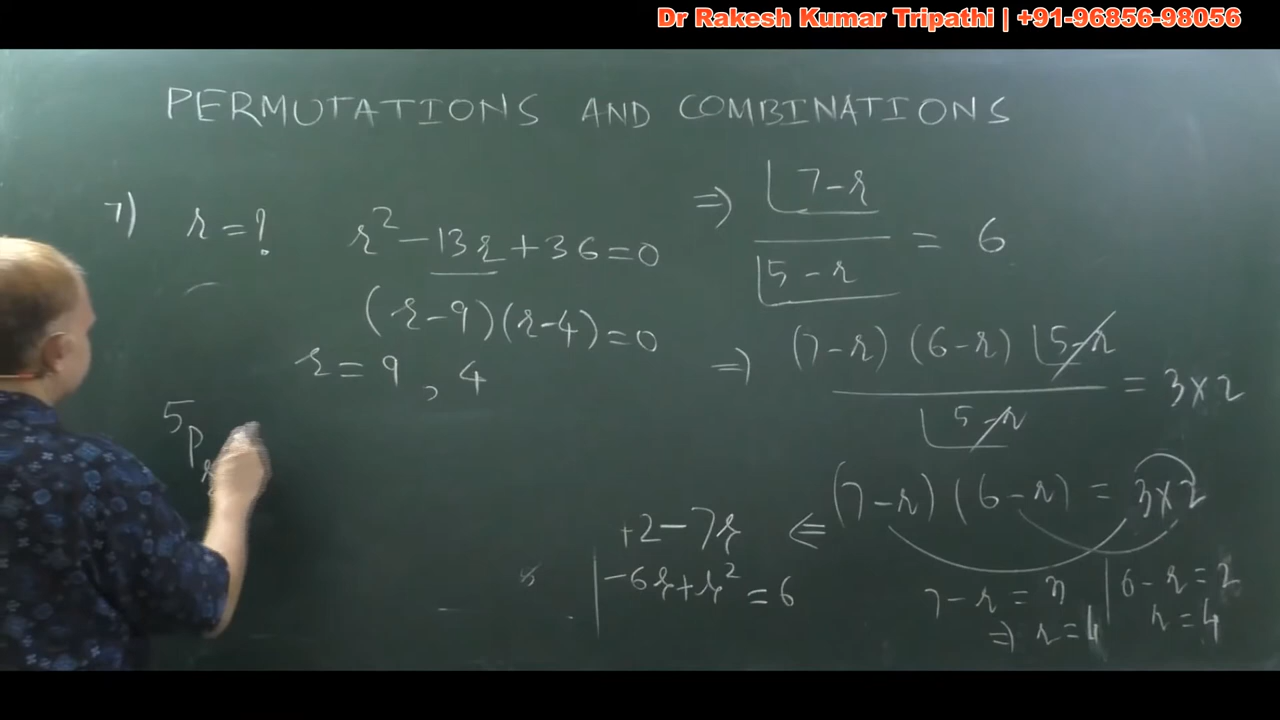 Dr Rakesh Kumar Tripathi | +91-96856-98056
PERMUTATIONS AND COMBINATIONS
7) r = ?
r² - 13r + 36 = 0
(r-9)(r-4) = 0
r = 9, 4
⁵Pᵣ
=> |7-r / |5-r = 6
=> (7-r) (6-r) |5-r / |5-r = 3×2
(7-r) (6-r) = 3×2
7-r = 3 | 6-r = 2
=> r = 4 | r = 4
<= +2-7r
-6r+r² = 6